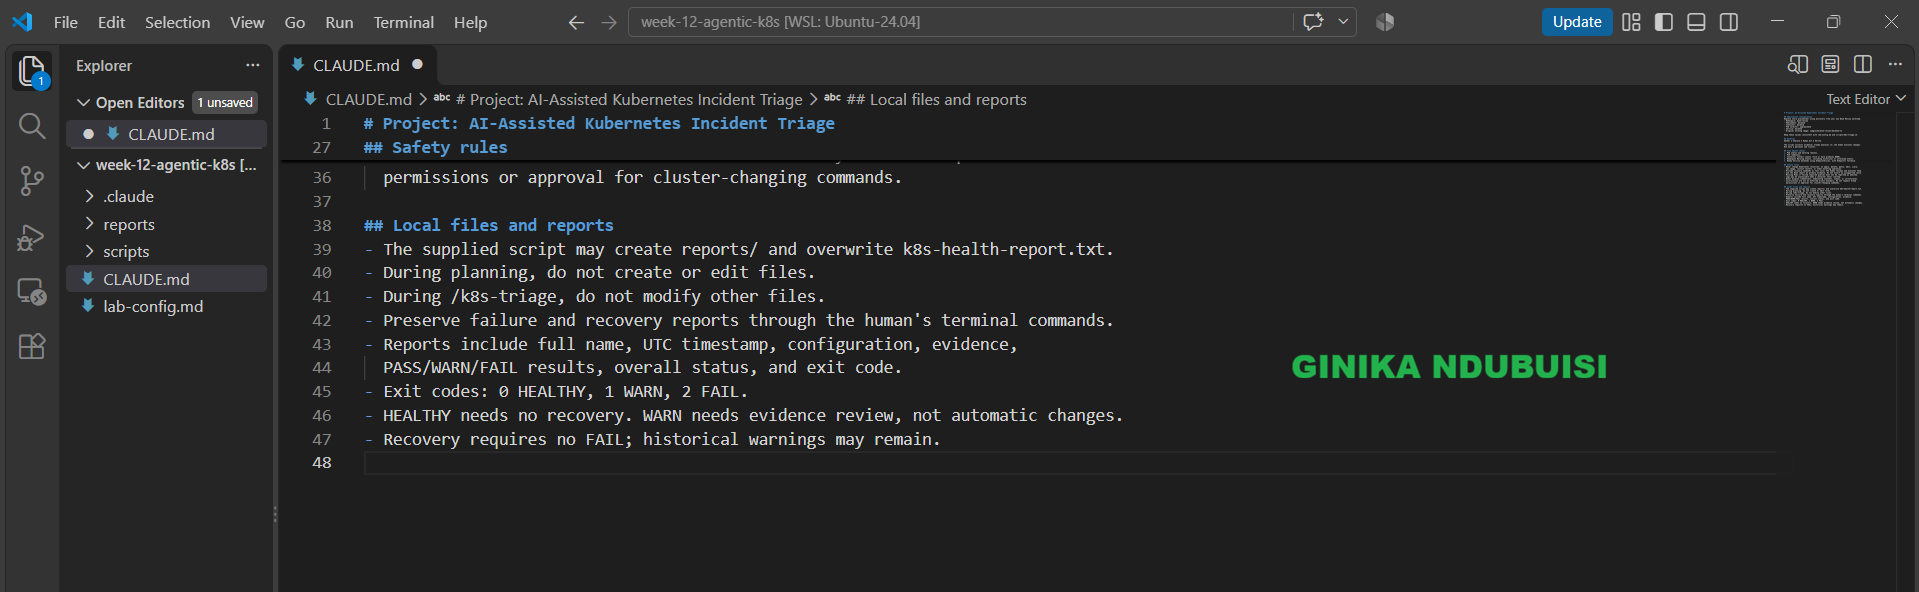 File Edit Selection View Go Run Terminal Help
week-12-agentic-k8s [WSL: Ubuntu-24.04]
Update
Explorer
1
Open Editors 1 unsaved
CLAUDE.md
week-12-agentic-k8s [...
.claude
reports
scripts
CLAUDE.md
lab-config.md
CLAUDE.md
CLAUDE.md > abc # Project: AI-Assisted Kubernetes Incident Triage > abc ## Local files and reports
Text Editor
1 # Project: AI-Assisted Kubernetes Incident Triage
27 ## Safety rules
36 permissions or approval for cluster-changing commands.
37
38 ## Local files and reports
39 - The supplied script may create reports/ and overwrite k8s-health-report.txt.
40 - During planning, do not create or edit files.
41 - During /k8s-triage, do not modify other files.
42 - Preserve failure and recovery reports through the human's terminal commands.
43 - Reports include full name, UTC timestamp, configuration, evidence,
44 PASS/WARN/FAIL results, overall status, and exit code.
45 - Exit codes: 0 HEALTHY, 1 WARN, 2 FAIL.
46 - HEALTHY needs no recovery. WARN needs evidence review, not automatic changes.
47 - Recovery requires no FAIL; historical warnings may remain.
48
GINIKA NDUBUISI